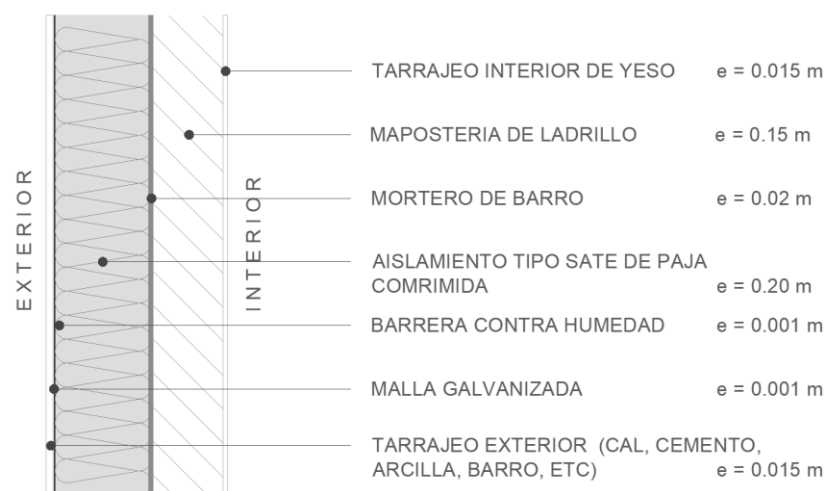 TARRAJEO INTERIOR DE YESO e = 0.015 m
MAPOSTERIA DE LADRILLO e = 0.15 m
MORTERO DE BARRO e = 0.02 m
AISLAMIENTO TIPO SATE DE PAJA
COMRIMIDA e = 0.20 m
BARRERA CONTRA HUMEDAD e = 0.001 m
MALLA GALVANIZADA e = 0.001 m
TARRAJEO EXTERIOR (CAL, CEMENTO,
ARCILLA, BARRO, ETC) e = 0.015 m
EXTERIOR
INTERIOR